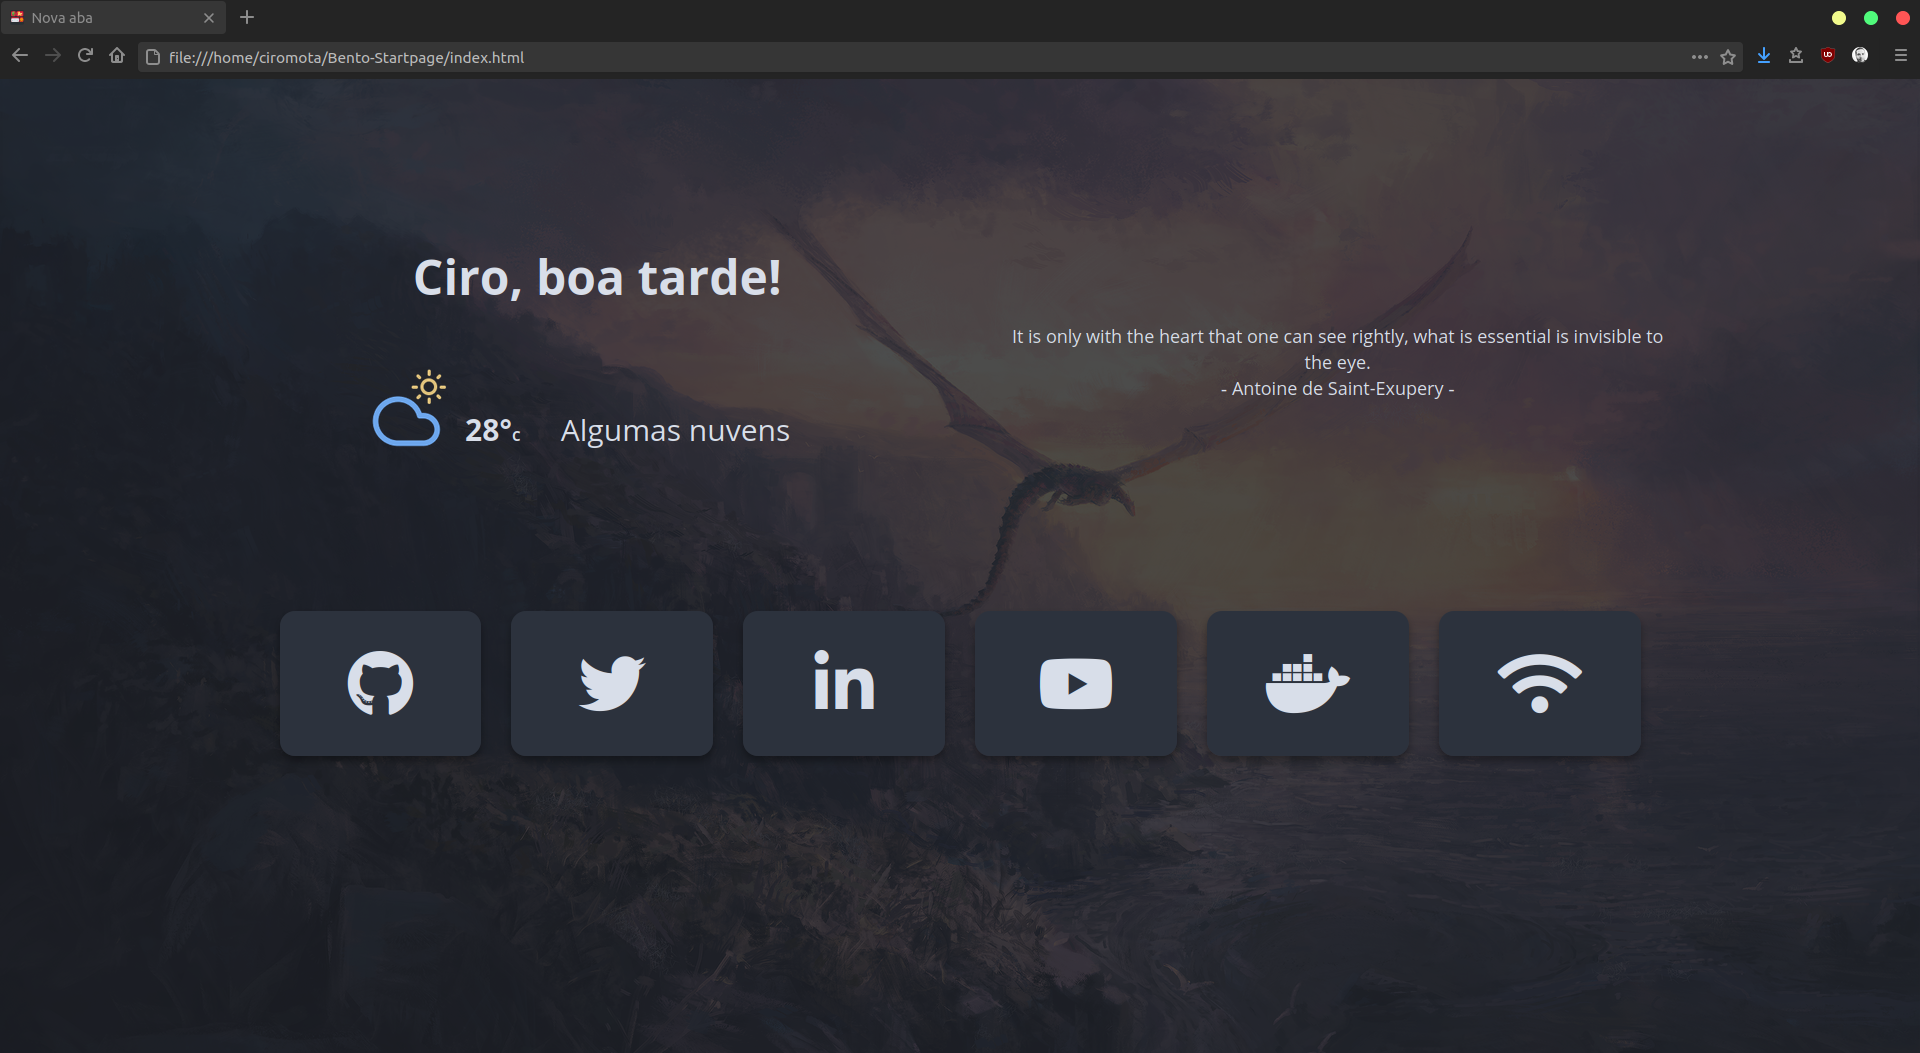 Nova aba
file:///home/ciromota/Bento-Startpage/index.html
Ciro, boa tarde!
28°c
Algumas nuvens
It is only with the heart that one can see rightly, what is essential is invisible to
the eye.
- Antoine de Saint-Exupery -
in